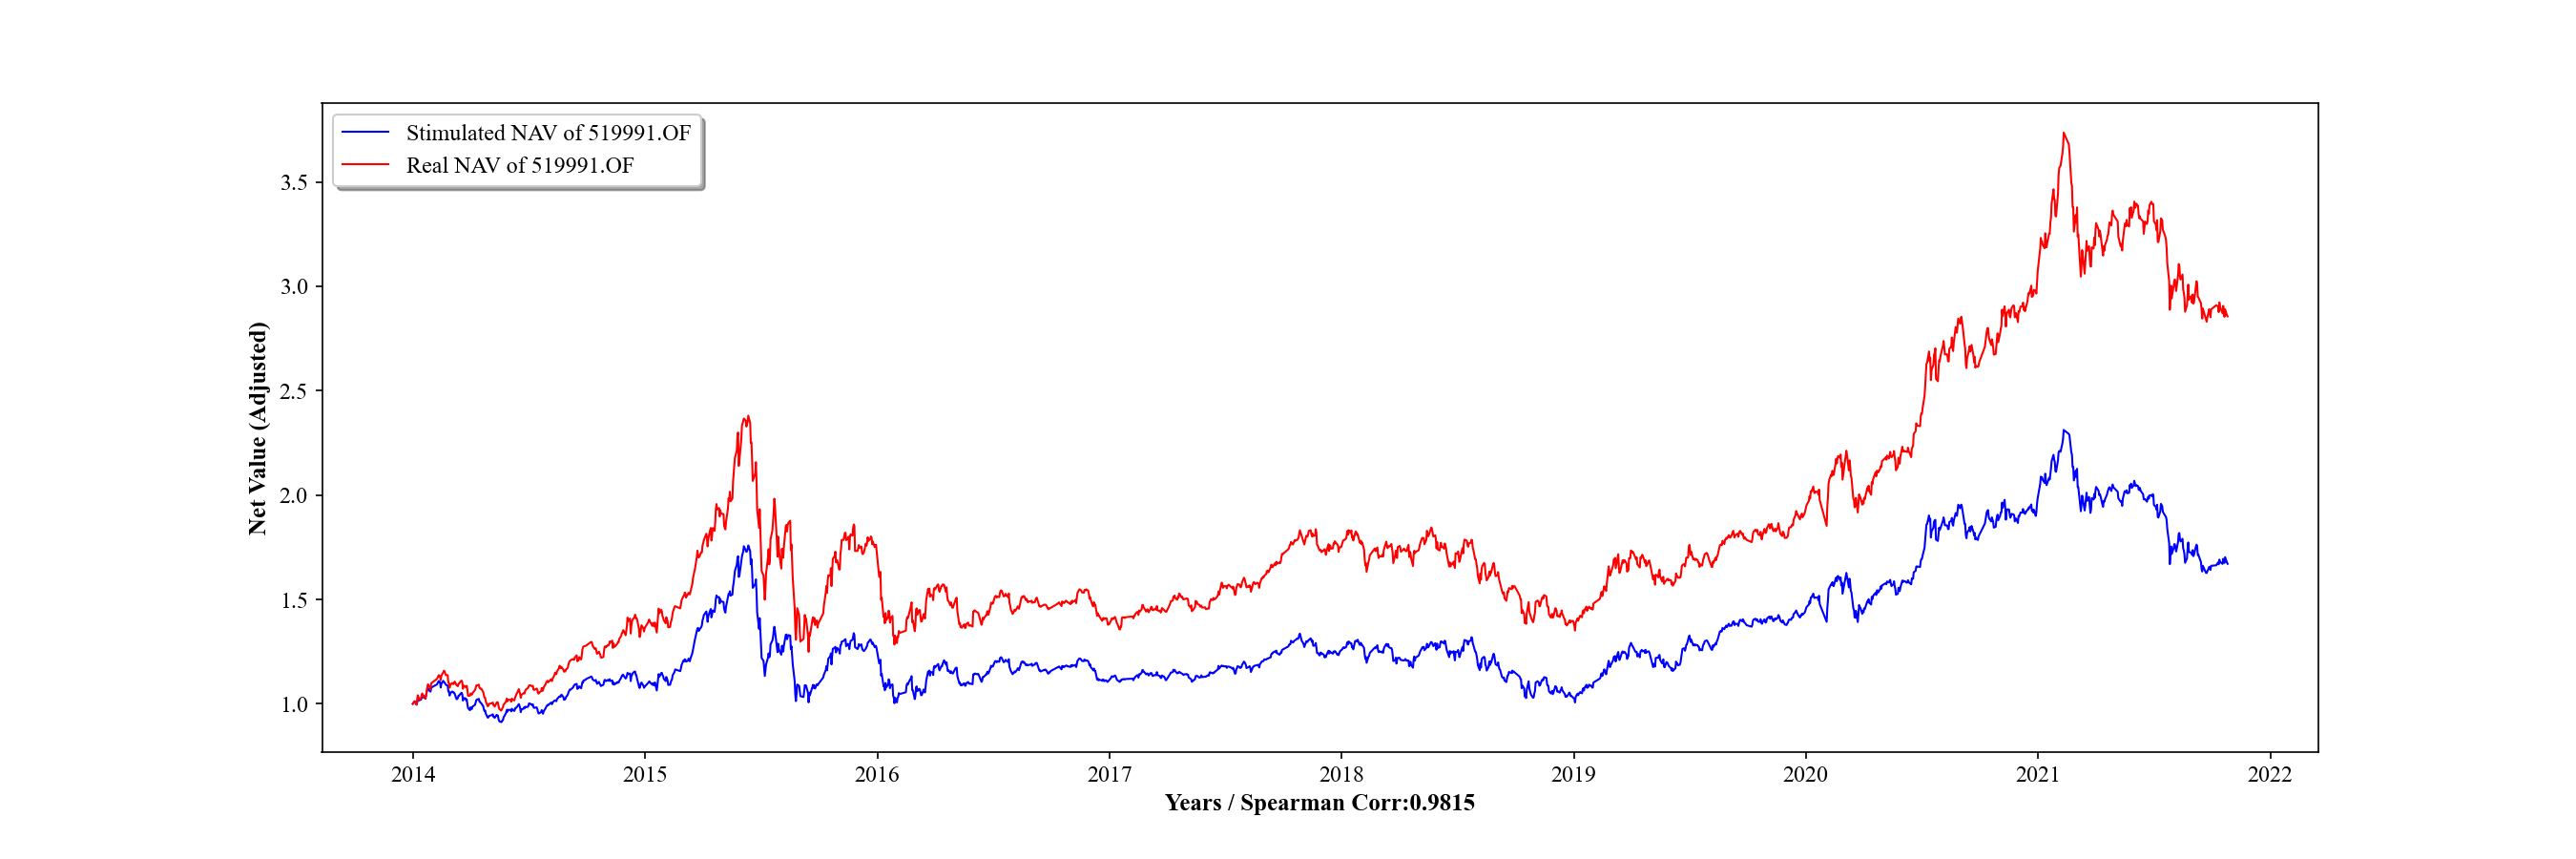 Stimulated NAV of 519991.OF
Real NAV of 519991.OF
Net Value (Adjusted)
3.5
3.0
2.5
2.0
1.5
1.0
2014 2015 2016 2017 2018 2019 2020 2021 2022
Years / Spearman Corr:0.9815